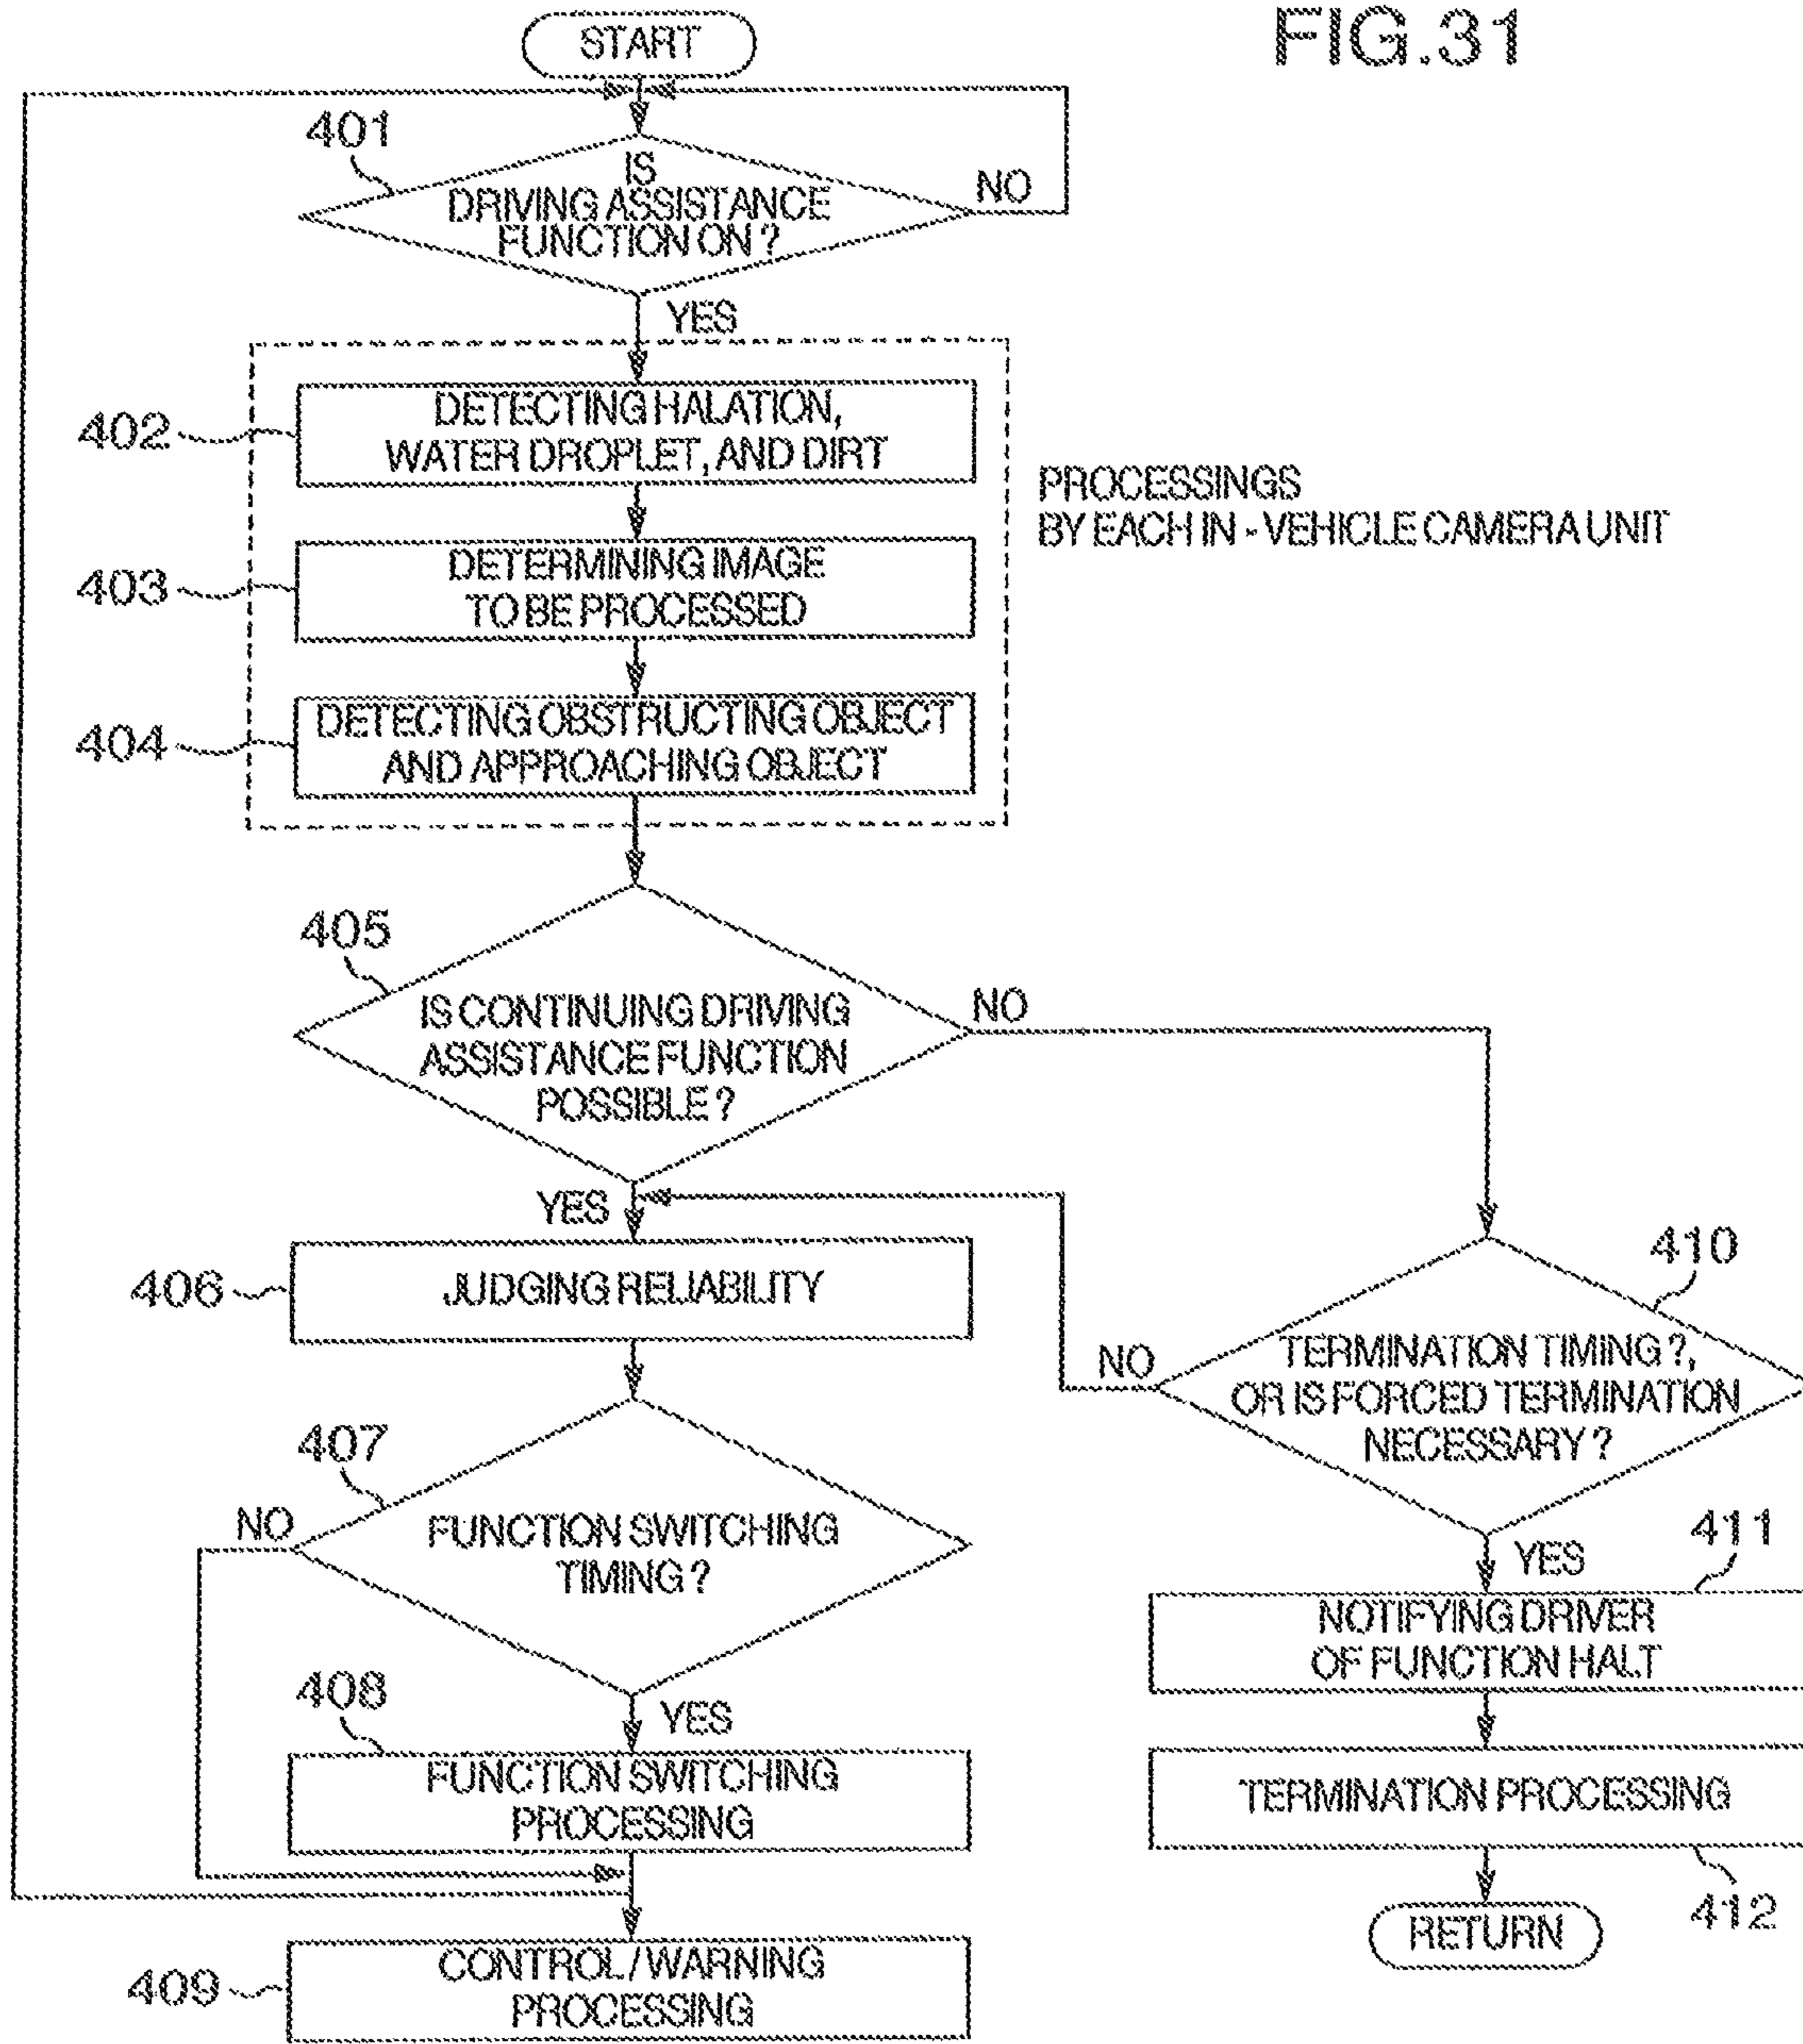 FIG.31
START
401
IS
DRIVING ASSISTANCE
FUNCTION ON ?
NO
YES
402
DETECTING HALATION,
WATER DROPLET, AND DIRT
PROCESSINGS
BY EACH IN - VEHICLE CAMERA UNIT
403
DETERMINING IMAGE
TO BE PROCESSED
404
DETECTING OBSTRUCTING OBJECT
AND APPROACHING OBJECT
405
IS CONTINUING DRIVING
ASSISTANCE FUNCTION
POSSIBLE ?
NO
YES
406
JUDGING RELIABILITY
410
TERMINATION TIMING ?,
OR IS FORCED TERMINATION
NECESSARY ?
NO
YES
407
FUNCTION SWITCHING
TIMING ?
NO
YES
411
NOTIFYING DRIVER
OF FUNCTION HALT
408
FUNCTION SWITCHING
PROCESSING
TERMINATION PROCESSING
412
RETURN
409
CONTROL / WARNING
PROCESSING